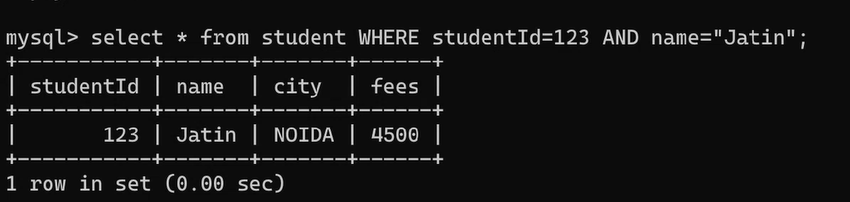 mysql> select * from student WHERE studentId=123 AND name="Jatin";
+-----------+-------+-------+------+
| studentId | name  | city  | fees |
+-----------+-------+-------+------+
|       123 | Jatin | NOIDA | 4500 |
+-----------+-------+-------+------+
1 row in set (0.00 sec)